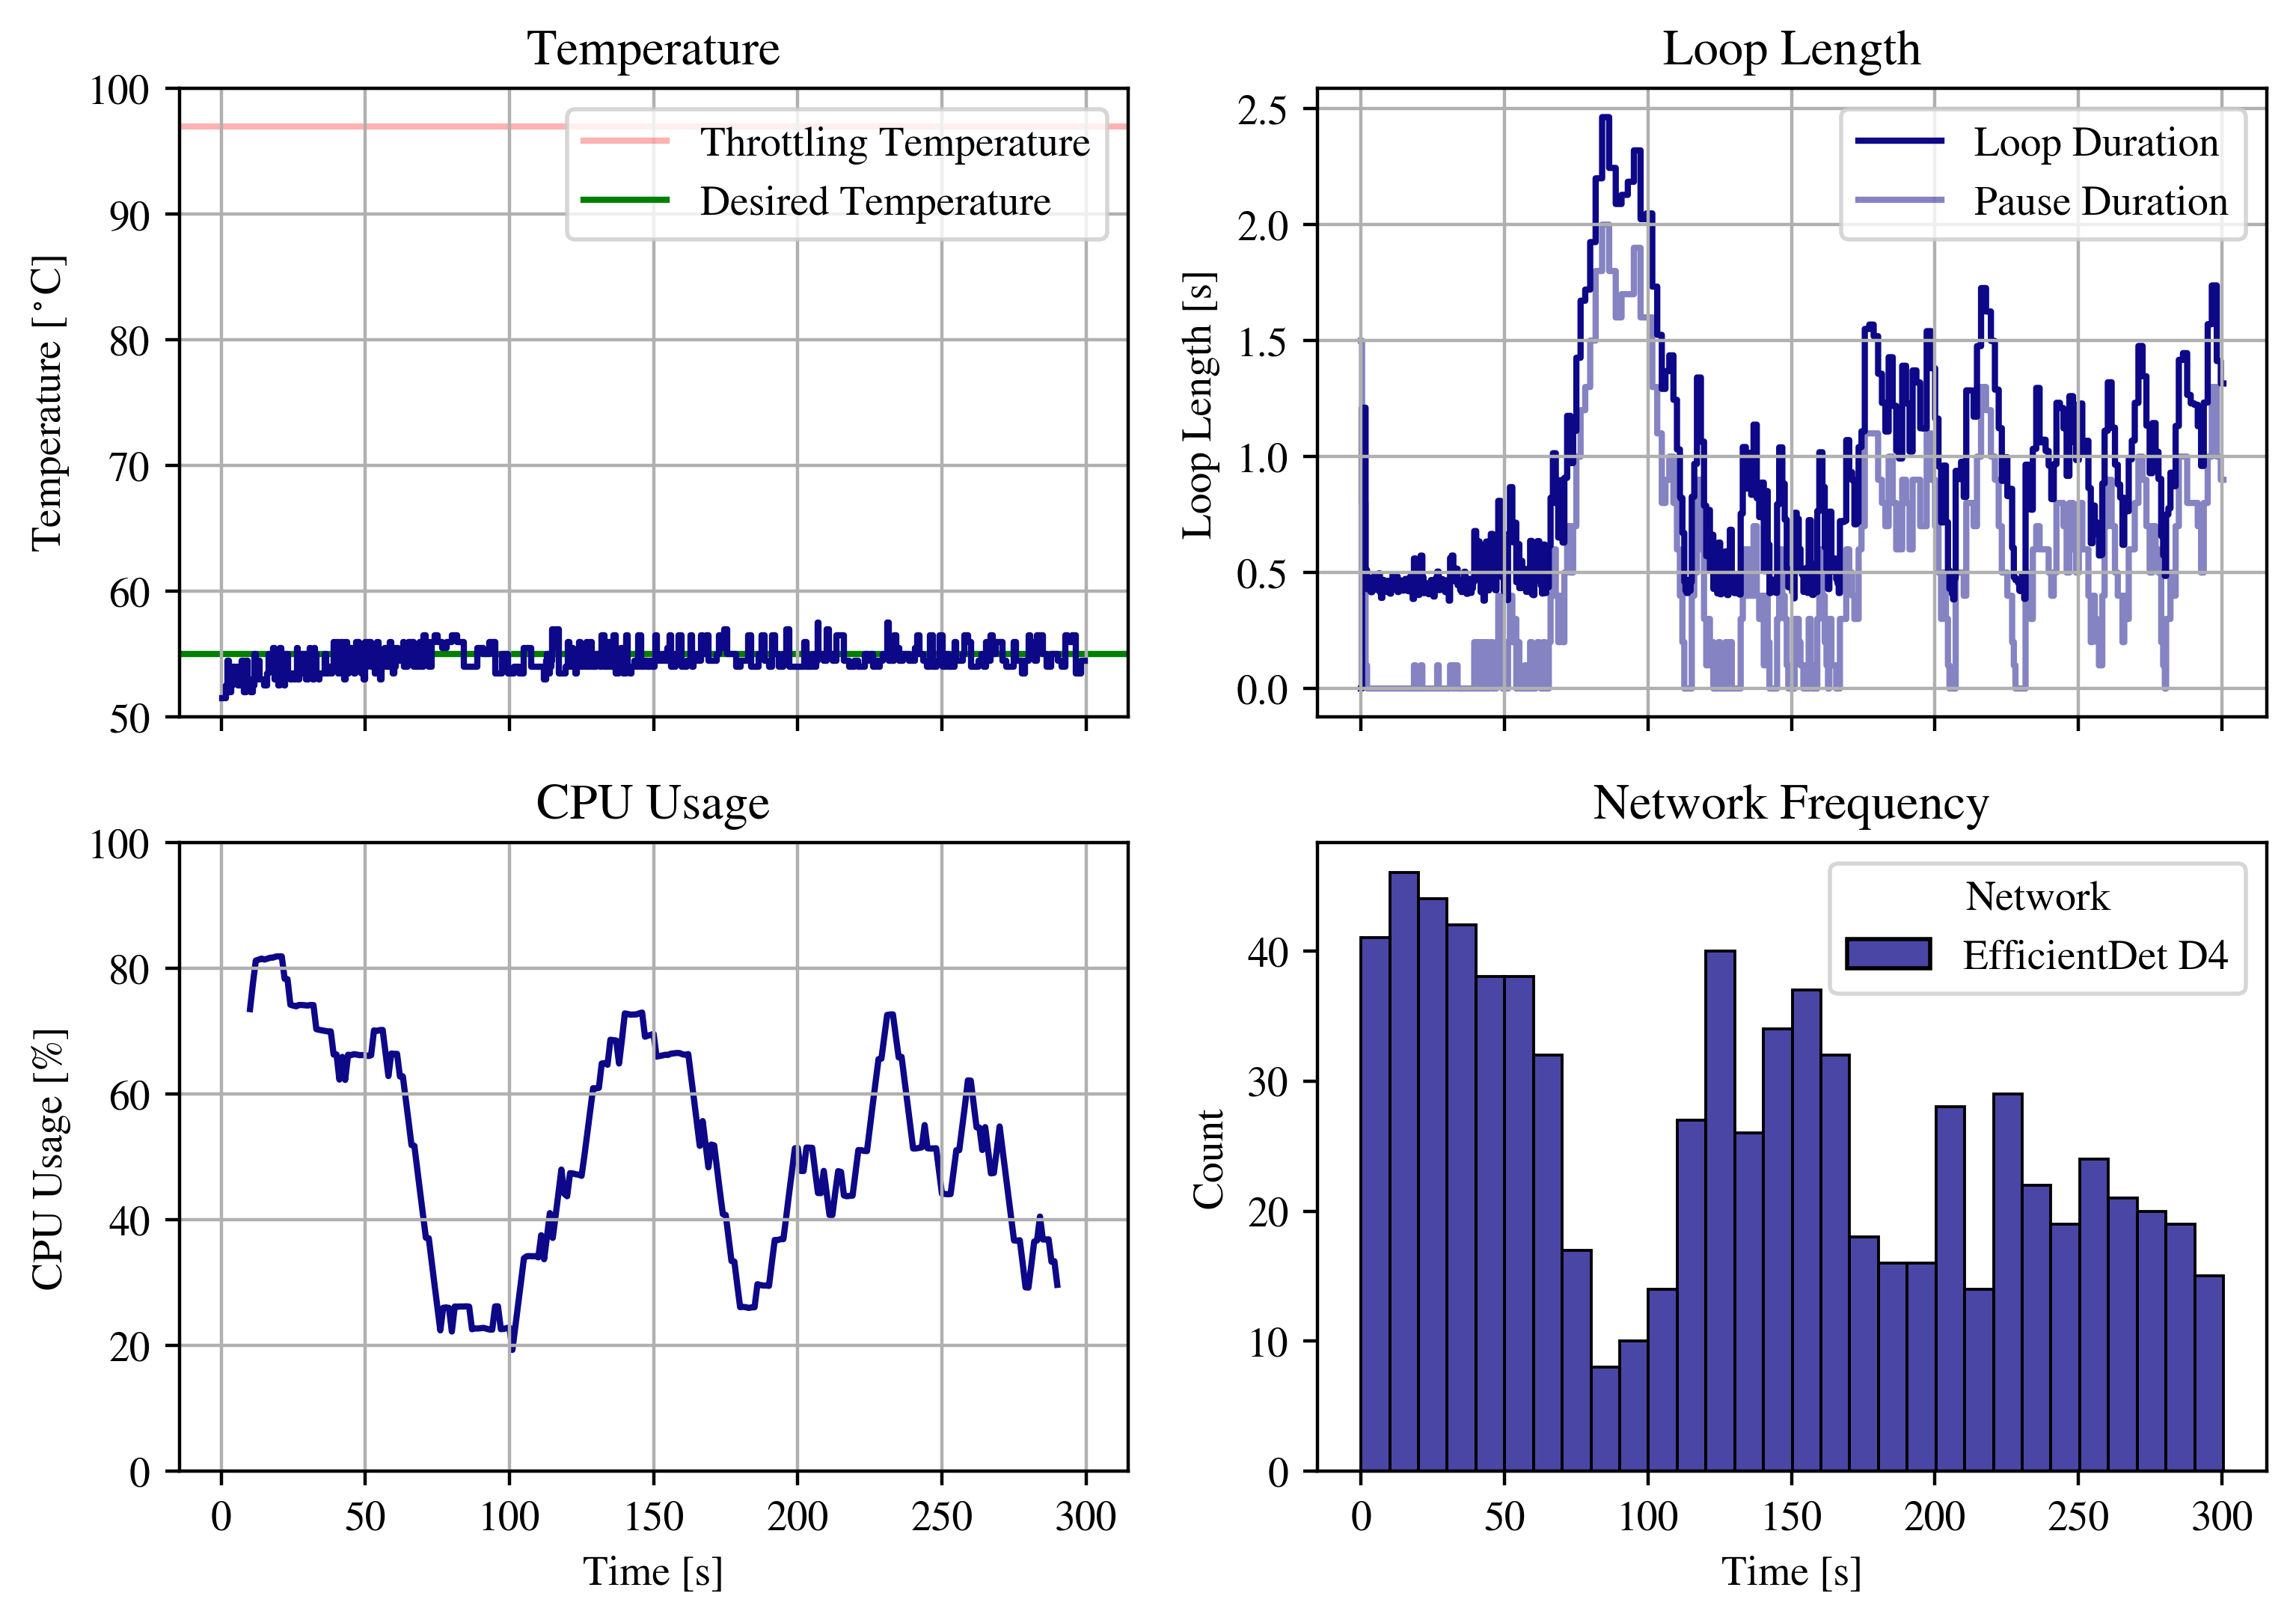 Temperature
100
90
80
70
60
50
Temperature [°C]
Throttling Temperature
Desired Temperature
Loop Length
2.5
2.0
1.5
1.0
0.5
0.0
Loop Length [s]
Loop Duration
Pause Duration
CPU Usage
100
80
60
40
20
0
CPU Usage [%]
0 50 100 150 200 250 300
Time [s]
Network Frequency
40
30
20
10
0
Count
Network
EfficientDet D4
0 50 100 150 200 250 300
Time [s]